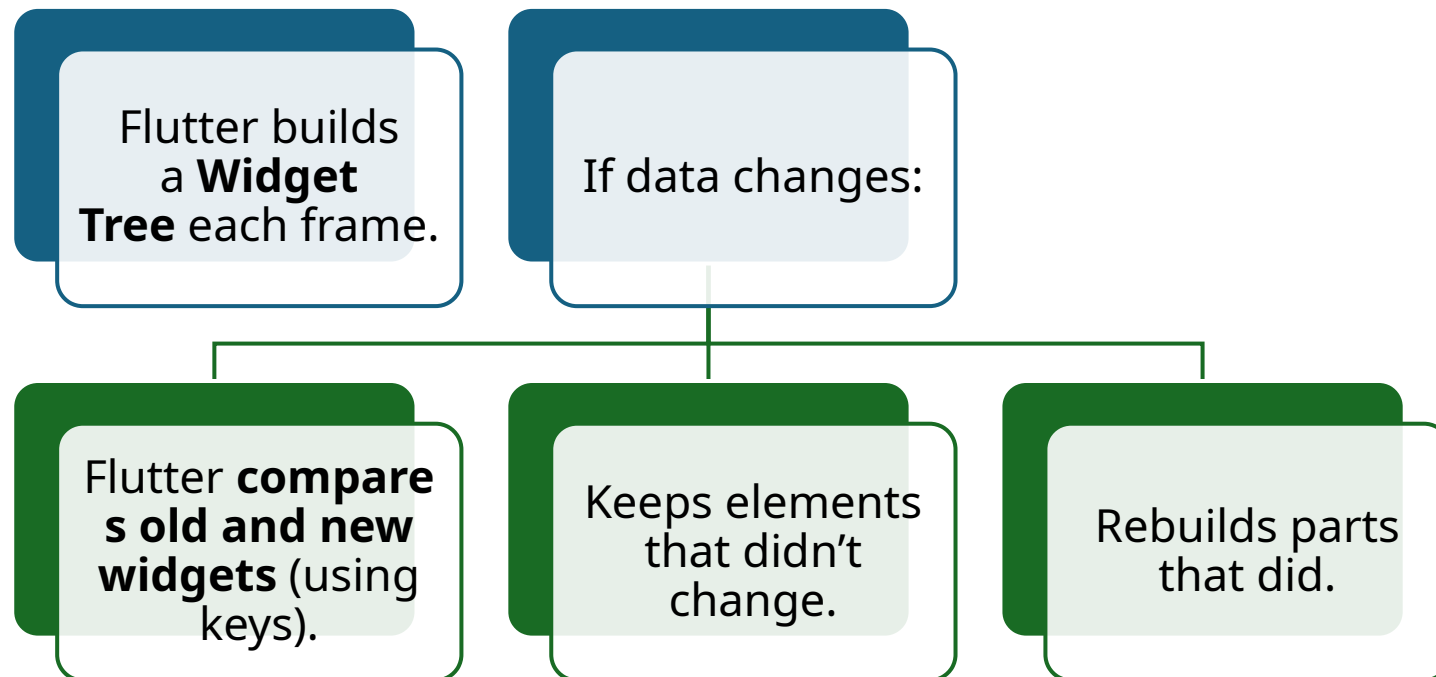 Flutter builds
a Widget
Tree each frame.
If data changes:
Flutter compare
s old and new
widgets (using
keys).
Keeps elements
that didn’t
change.
Rebuilds parts
that did.